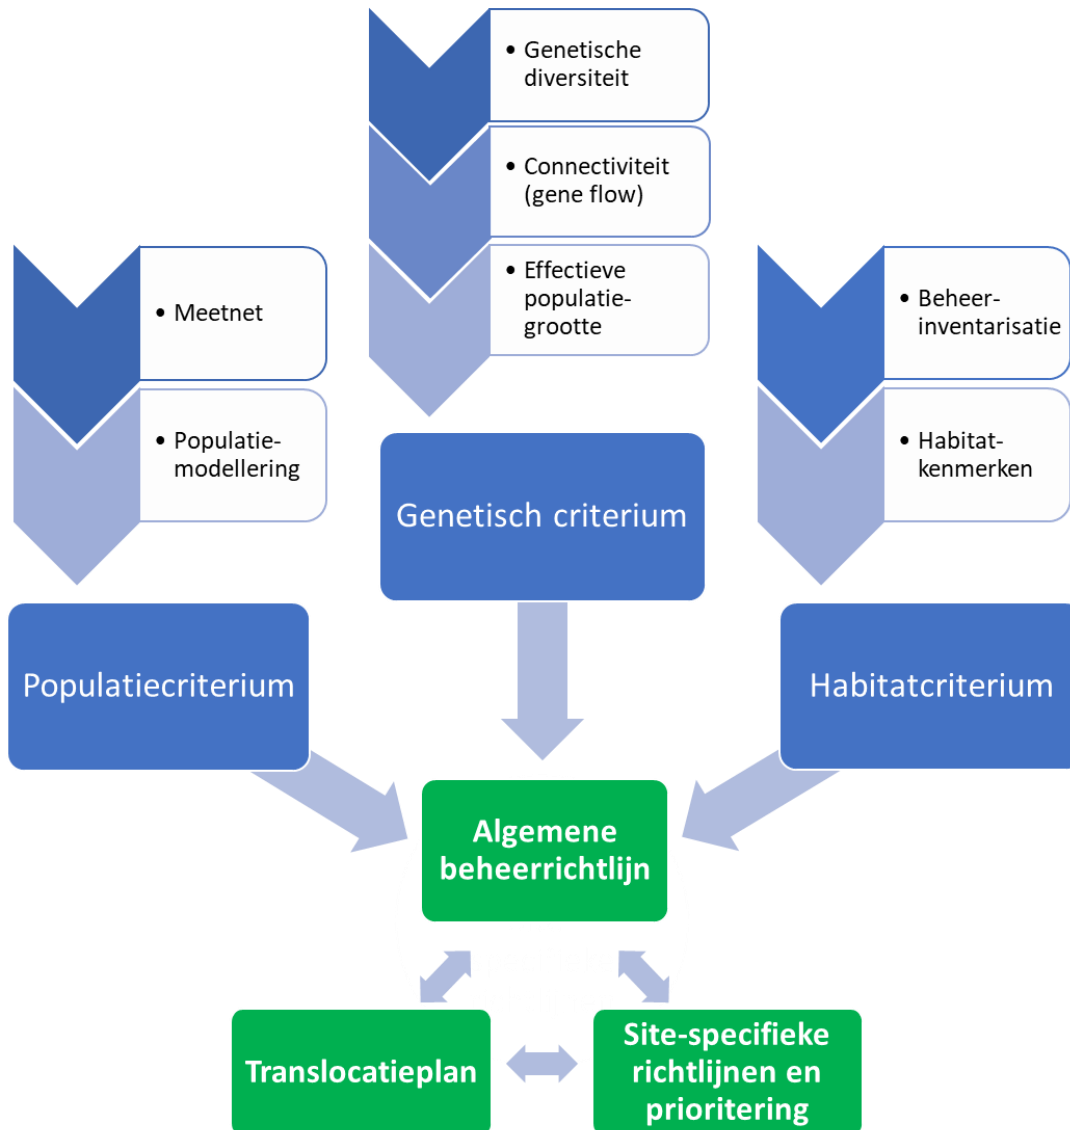 • Genetische
diversiteit
• Connectiviteit
(gene flow)
• Effectieve
populatie-
grootte
• Meetnet
• Populatie-
modellering
• Beheer-
inventarisatie
• Habitat-
kenmerken
Genetisch criterium
Populatiecriterium
Habitatcriterium
Algemene
beheerrichtlijn
Translocatieplan
Site-specifieke
richtlijnen en
prioritering